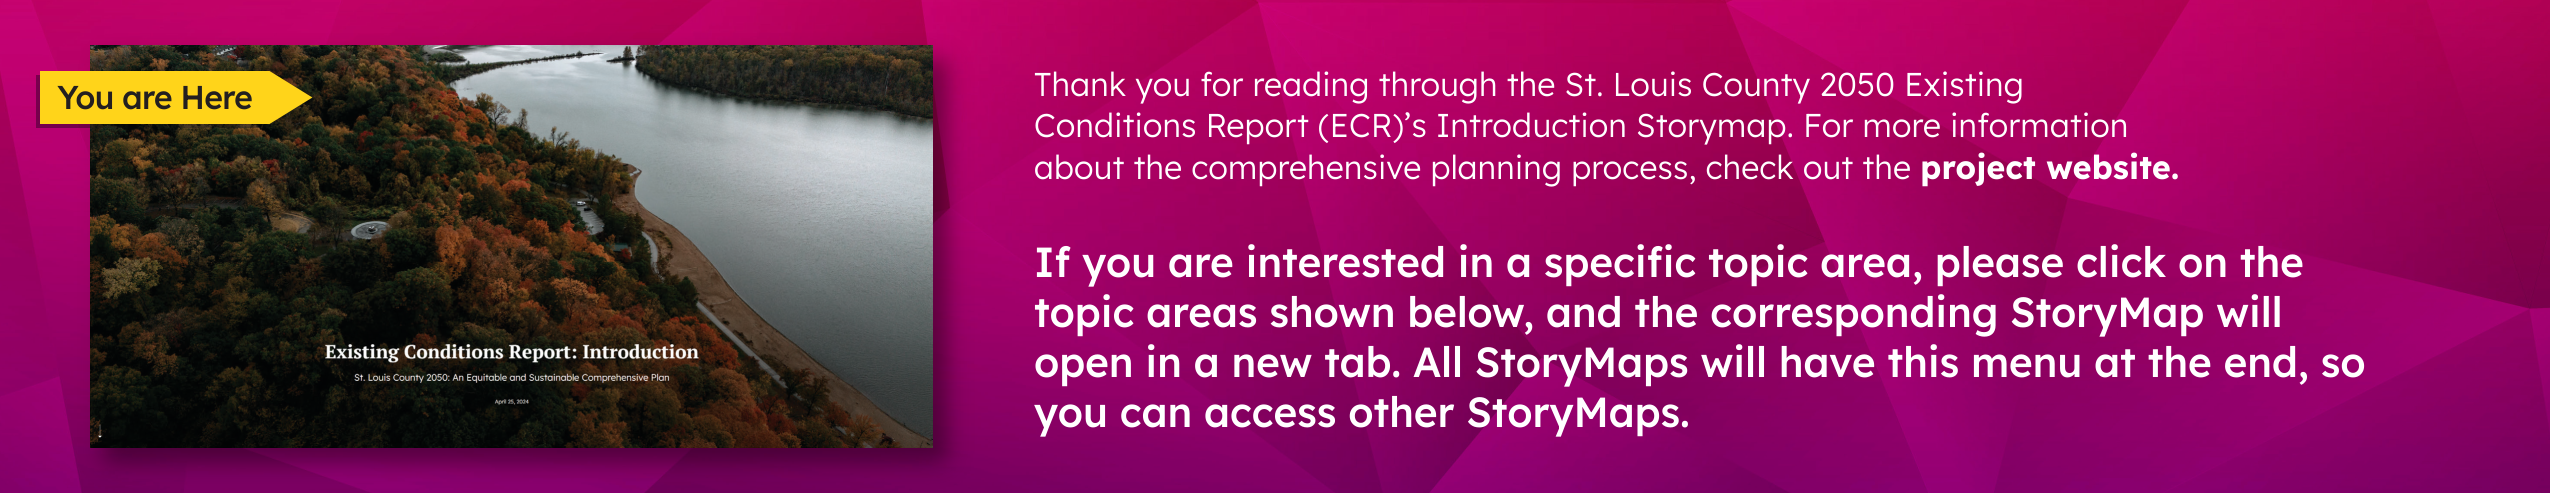 You are Here
Existing Conditions Report: Introduction
St. Louis County 2050: An Equitable and Sustainable Comprehensive Plan
April 25, 2024
Thank you for reading through the St. Louis County 2050 Existing
Conditions Report (ECR)’s Introduction Storymap. For more information
about the comprehensive planning process, check out the project website.
If you are interested in a specific topic area, please click on the
topic areas shown below, and the corresponding StoryMap will
open in a new tab. All StoryMaps will have this menu at the end, so
you can access other StoryMaps.